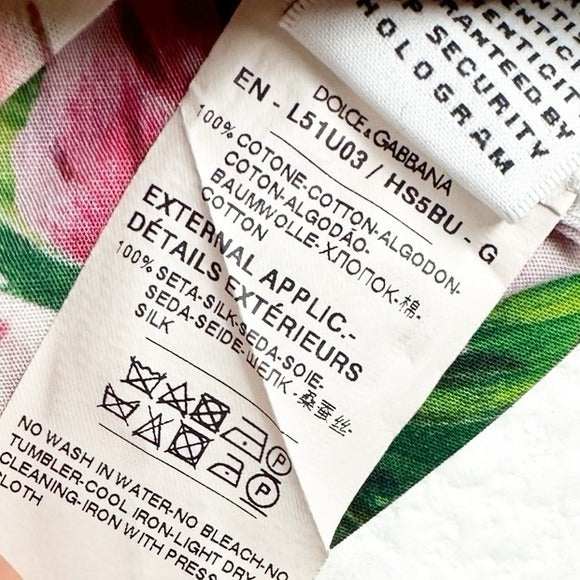 GUARANTEED BY
SECURITY
HOLOGRAM
DOLCE & GABBANA
EN - L51U03 / HS5BU - G
100% COTONE-COTTON-ALGODON-
COTON-ALGODÃO-
BAUMWOLLE-ХЛОПОК-棉-
COTTON
EXTERNAL APPLIC.-
DÉTAILS EXTÉRIEURS
100% SETA-SILK-SEDA-SOIE-
SEDA-SEIDE-ШЕЛК-桑蚕丝-
SILK
P
P
NO WASH IN WATER-NO BLEACH-NO
TUMBLER-COOL IRON-LIGHT DRY
CLEANING-IRON WITH PRESS
CLOTH